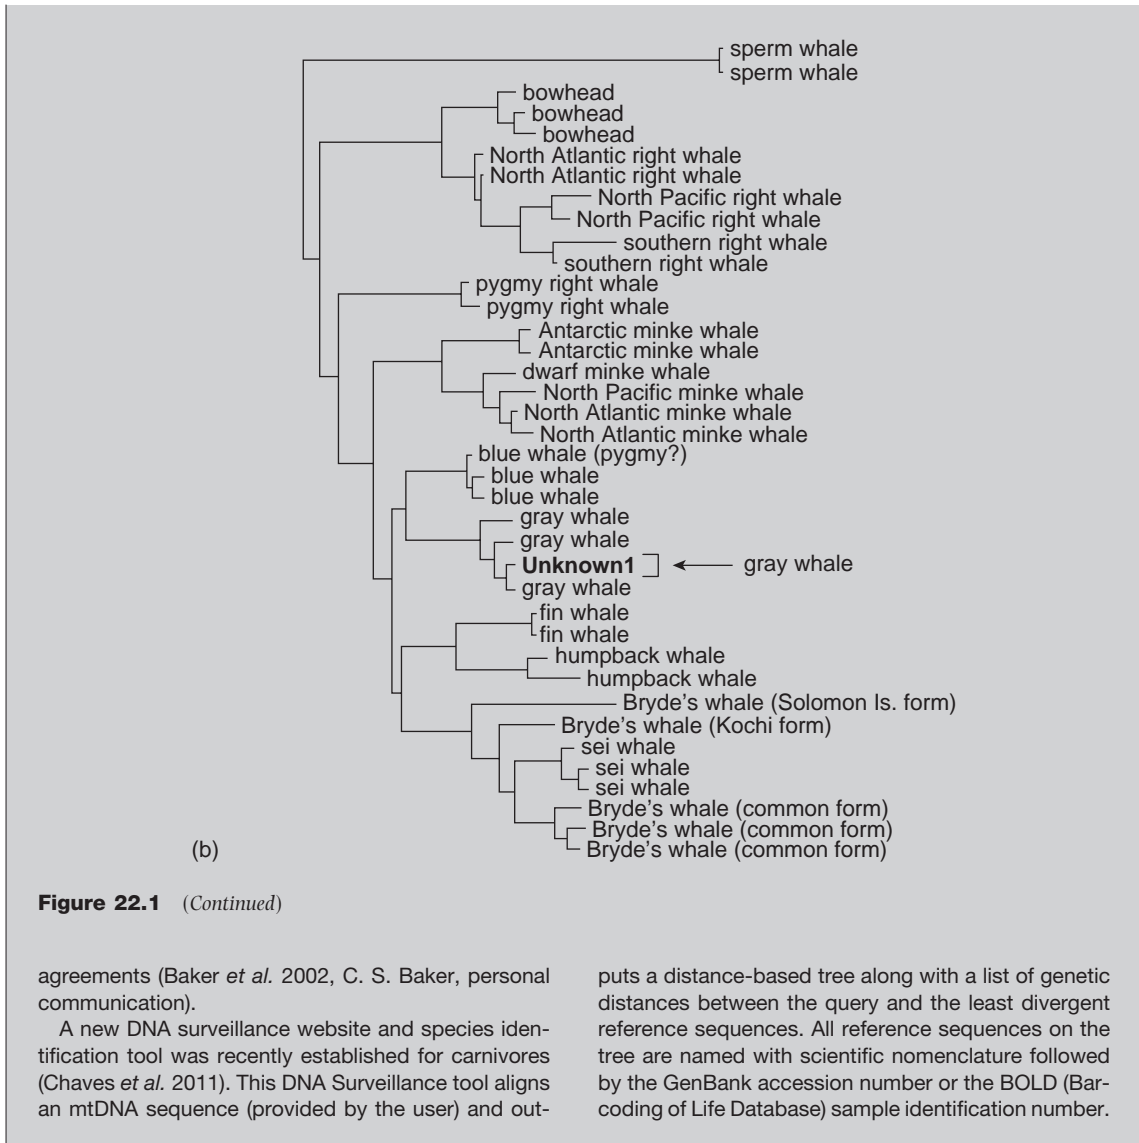 sperm whale
sperm whale
bowhead
bowhead
bowhead
North Atlantic right whale
North Atlantic right whale
North Pacific right whale
North Pacific right whale
southern right whale
southern right whale
pygmy right whale
pygmy right whale
Antarctic minke whale
Antarctic minke whale
dwarf minke whale
North Pacific minke whale
North Atlantic minke whale
North Atlantic minke whale
blue whale (pygmy?)
blue whale
blue whale
gray whale
gray whale
Unknown1
gray whale
gray whale
fin whale
fin whale
humpback whale
humpback whale
Bryde's whale (Solomon Is. form)
Bryde's whale (Kochi form)
sei whale
sei whale
sei whale
Bryde's whale (common form)
Bryde's whale (common form)
Bryde's whale (common form)
(b)
Figure 22.1 (Continued)
agreements (Baker et al. 2002, C. S. Baker, personal
communication).
A new DNA surveillance website and species iden-
tification tool was recently established for carnivores
(Chaves et al. 2011). This DNA Surveillance tool aligns
an mtDNA sequence (provided by the user) and out-
puts a distance-based tree along with a list of genetic
distances between the query and the least divergent
reference sequences. All reference sequences on the
tree are named with scientific nomenclature followed
by the GenBank accession number or the BOLD (Bar-
coding of Life Database) sample identification number.